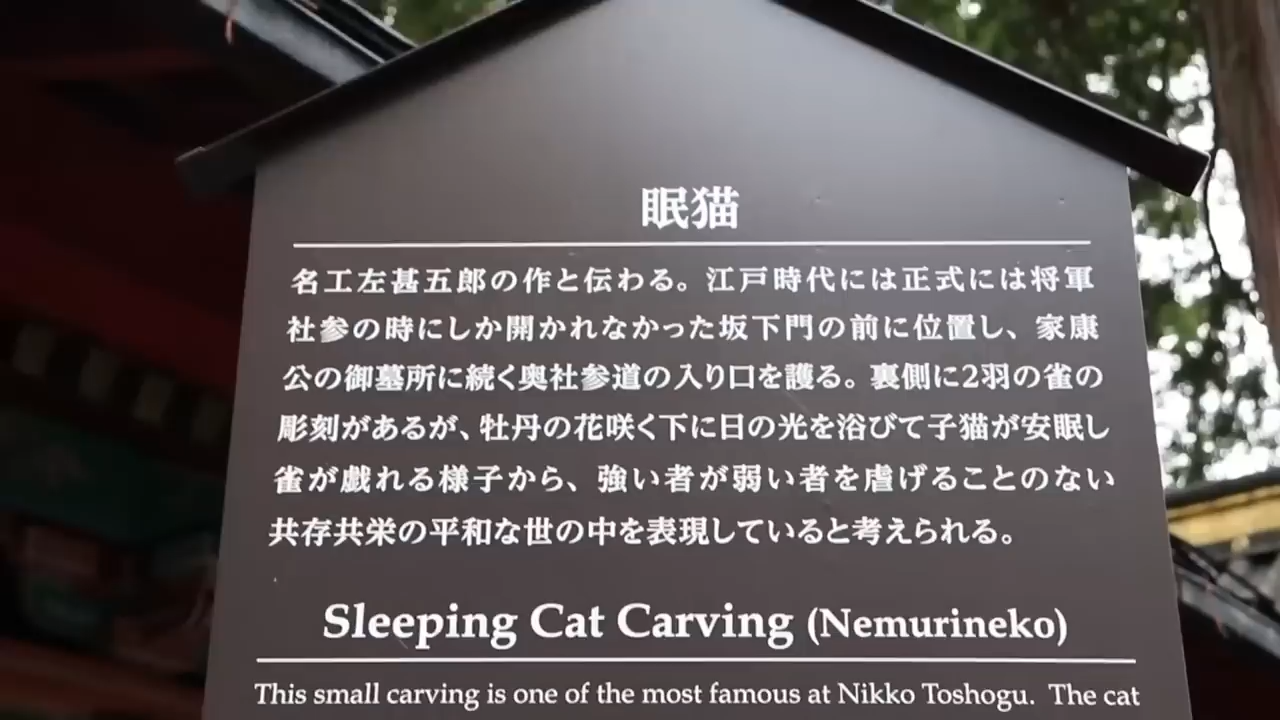 眠猫
名工左甚五郎の作と伝わる。江戸時代には正式には将軍
社参の時にしか開かれなかった坂下門の前に位置し、家康
公の御墓所に続く奥社参道の入り口を護る。裏側に2羽の雀の
彫刻があるが、牡丹の花咲く下に日の光を浴びて子猫が安眠し
雀が戯れる様子から、強い者が弱い者を虐げることのない
共存共栄の平和な世の中を表現していると考えられる。
Sleeping Cat Carving (Nemurineko)
This small carving is one of the most famous at Nikko Toshogu. The cat